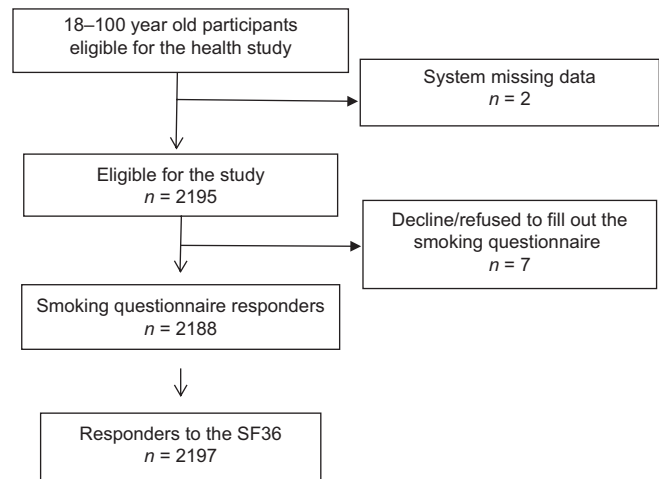 18–100 year old participants
eligible for the health study
System missing data
n = 2
Eligible for the study
n = 2195
Decline/refused to fill out the
smoking questionnaire
n = 7
Smoking questionnaire responders
n = 2188
Responders to the SF36
n = 2197